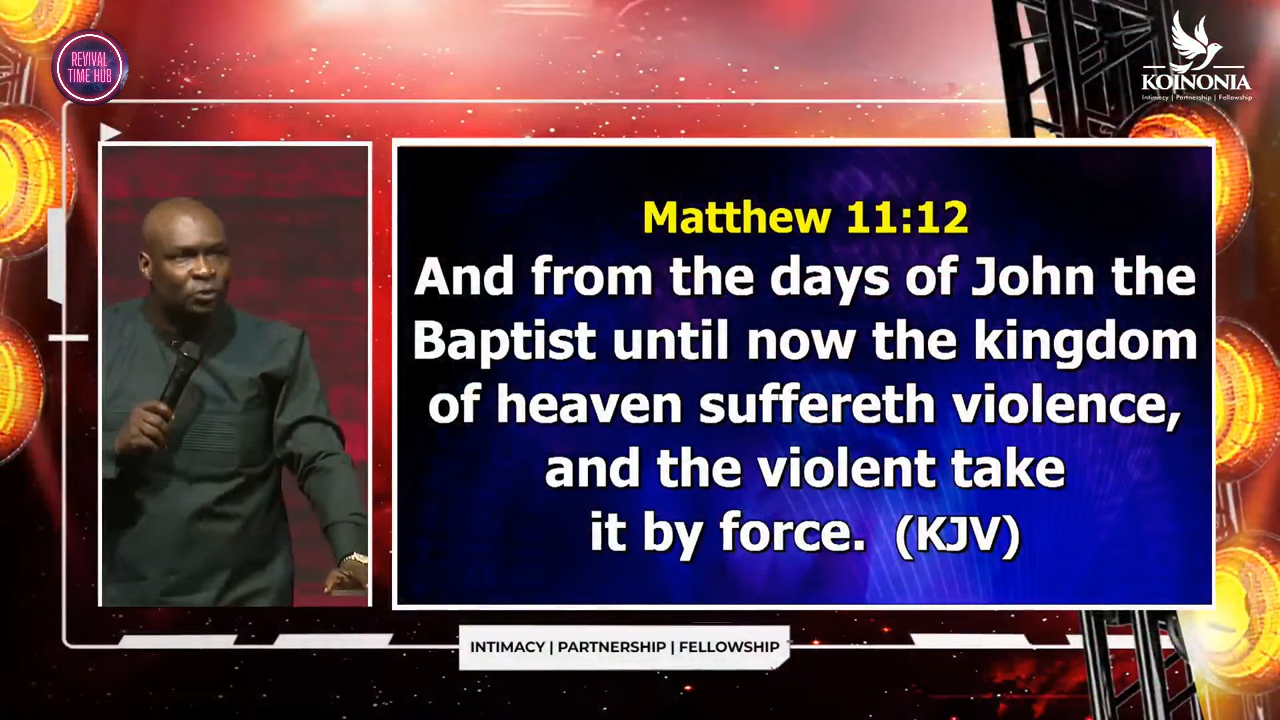 REVIVAL
TIME HUB
KOINONIA
Intimacy | Partnership | Fellowship
Matthew 11:12
And from the days of John the
Baptist until now the kingdom
of heaven suffereth violence,
and the violent take
it by force. (KJV)
INTIMACY | PARTNERSHIP | FELLOWSHIP